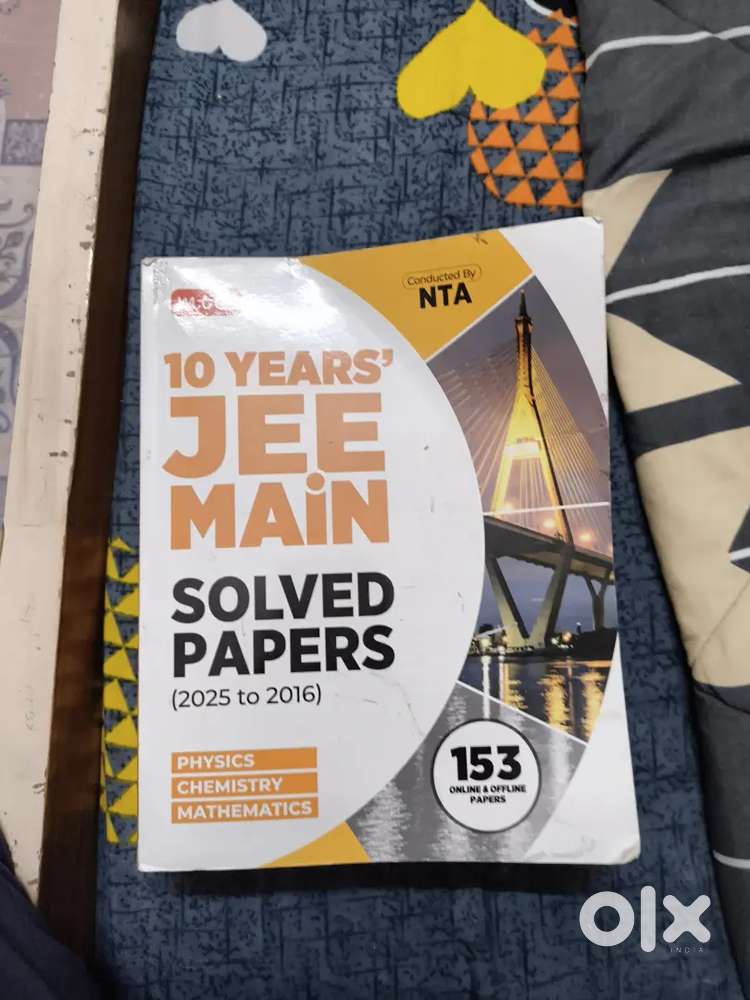 Conducted By
NTA
10 YEARS'
JEE
MAiN
SOLVED
PAPERS
(2025 to 2016)
PHYSICS
CHEMISTRY
MATHEMATICS
153
ONLINE & OFFLINE
PAPERS
olx
INDIA